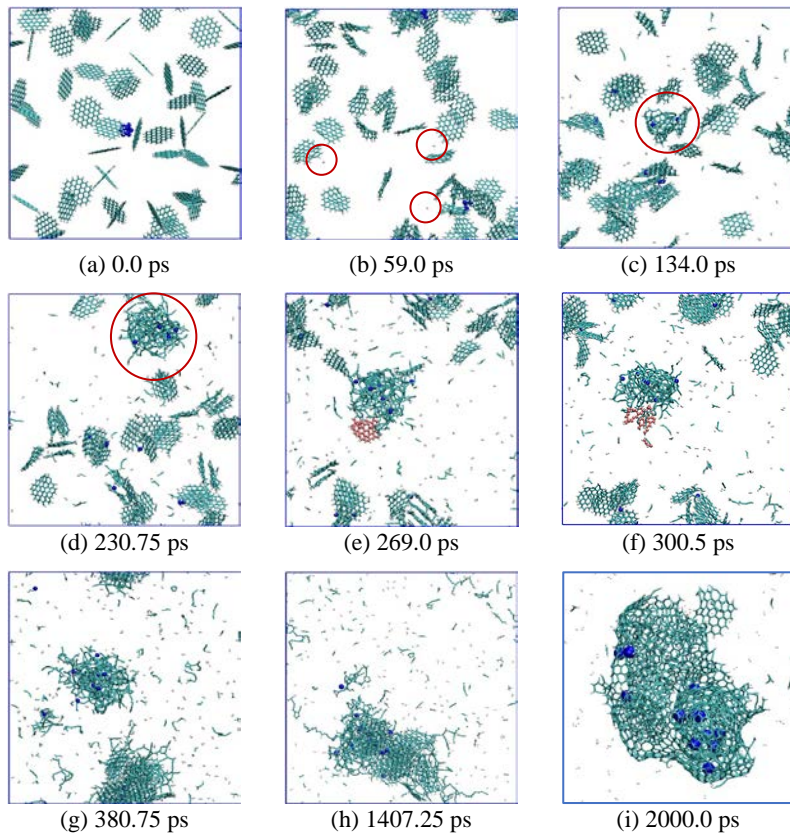 (a) 0.0 ps
(b) 59.0 ps
(c) 134.0 ps
(d) 230.75 ps
(e) 269.0 ps
(f) 300.5 ps
(g) 380.75 ps
(h) 1407.25 ps
(i) 2000.0 ps